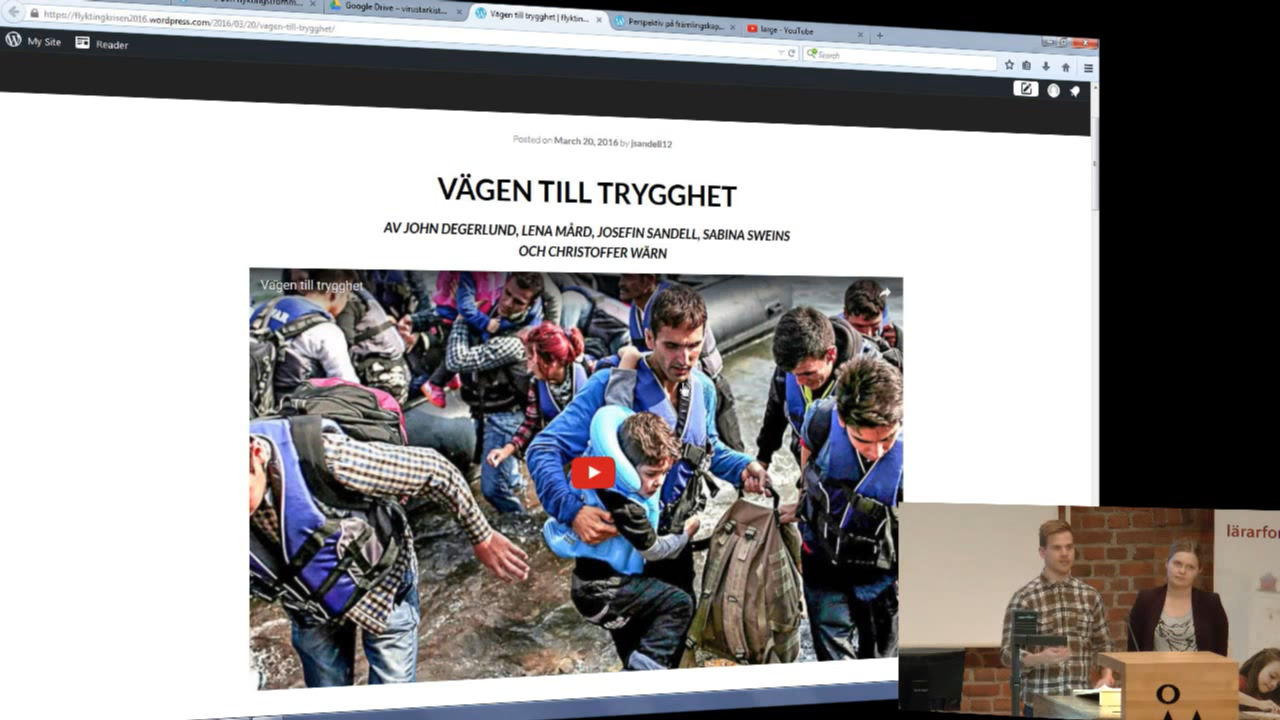 Google Drive – virustarkist...
Vägen till trygghet | flyktin...
Perspektiv på främlingskap...
large - YouTube
https://flyktingkrisen2016.wordpress.com/2016/03/20/vagen-till-trygghet/
Search
My Site
Reader
Posted on March 20, 2016 by jsandell12
VÄGEN TILL TRYGGHET
AV JOHN DEGERLUND, LENA MÅRD, JOSEFIN SANDELL, SABINA SWEINS
OCH CHRISTOFFER WÄRN
Vägen till trygghet
lärarfo